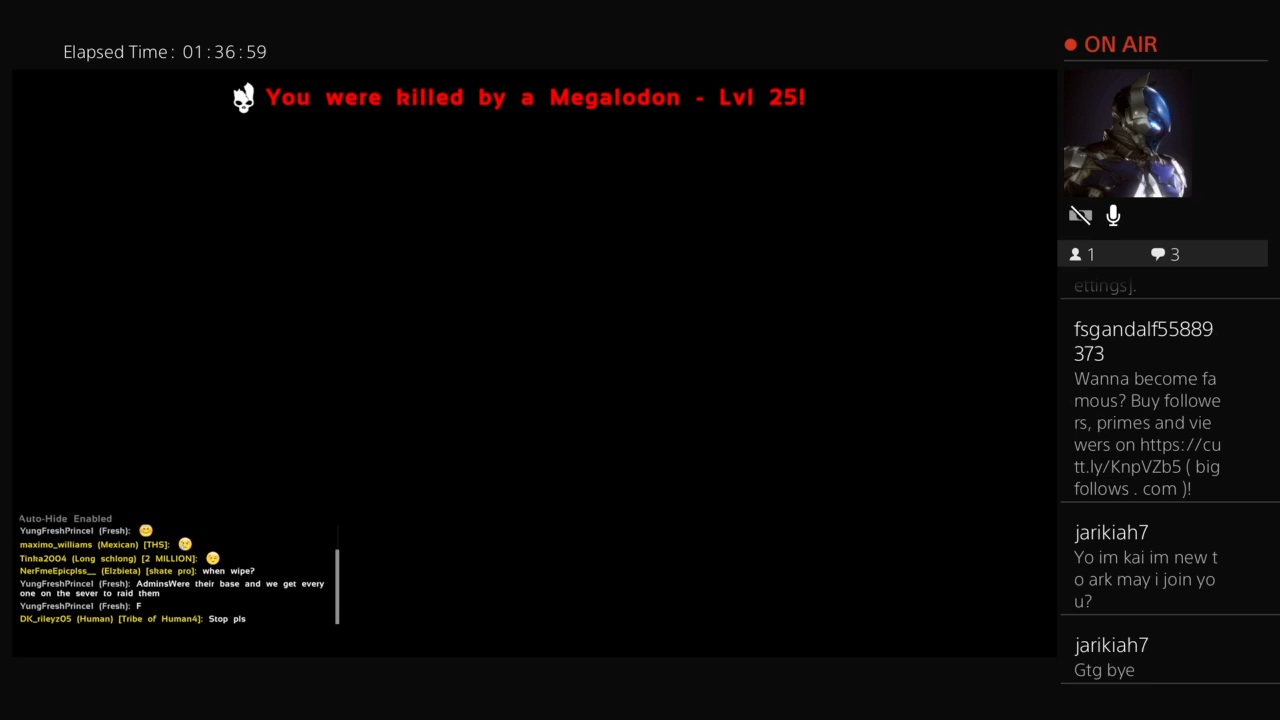 Elapsed Time: 01:36:59
ON AIR
You were killed by a Megalodon - Lvl 25!
1 3
ettings].
fsgandalf55889
373
Wanna become fa
mous? Buy followe
rs, primes and vie
wers on https://cu
tt.ly/KnpVZb5 ( big
follows . com )!
jarikiah7
Yo im kai im new t
o ark may i join yo
u?
jarikiah7
Gtg bye
Auto-Hide Enabled
YungFreshPrince! (Fresh):
maximo_williams (Mexican) [THS]:
Tinka2004 (Long schlong) [2 MILLION]:
NerFmeEpicplss__ (Elzbieta) [skate pro]: when wipe?
YungFreshPrince! (Fresh): AdminsWere their base and we get every
one on the sever to raid them
YungFreshPrince! (Fresh): F
DK_rileyz05 (Human) [Tribe of Human4]: Stop pls